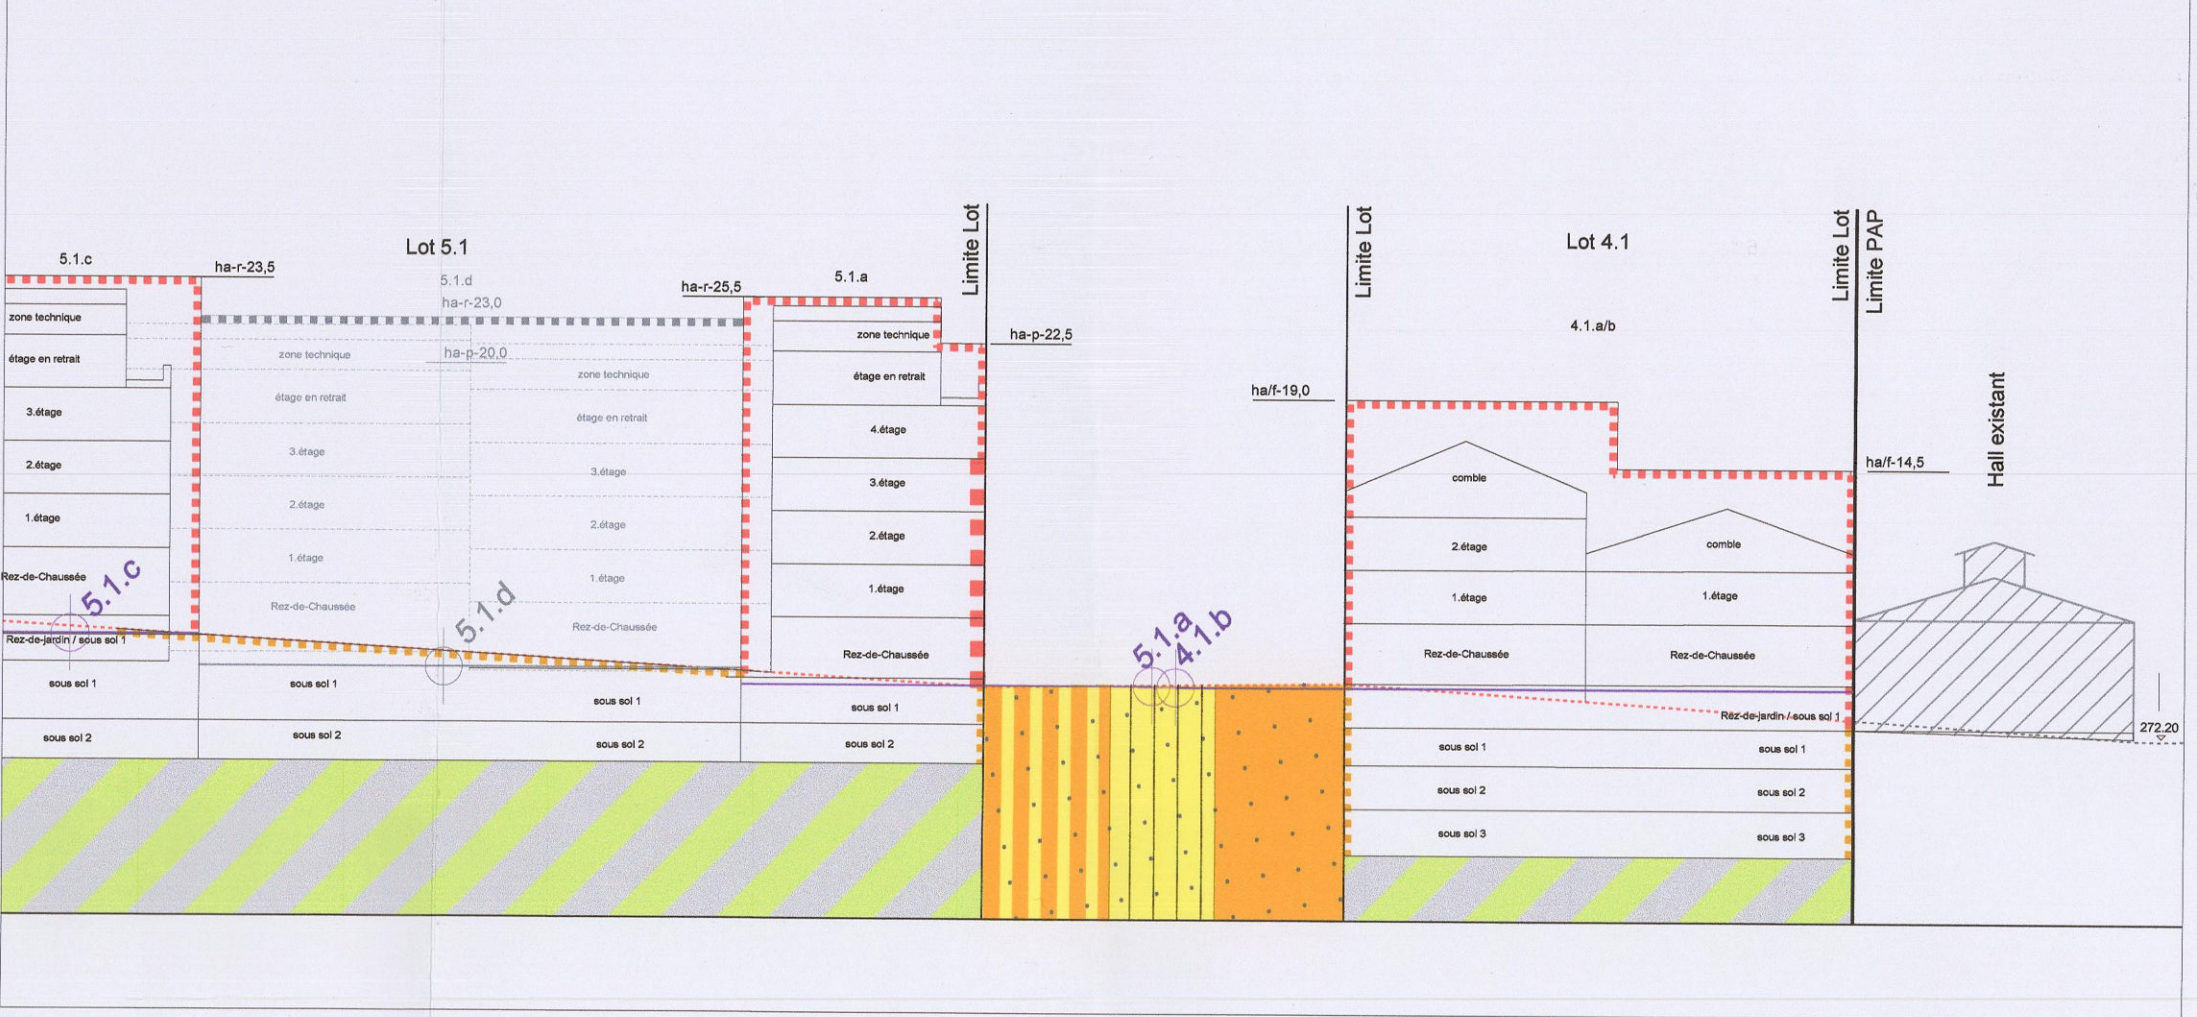 Lot 5.1
5.1.c
ha-r-23,5
zone technique
étage en retrait
3.étage
2.étage
1.étage
Rez-de-Chaussée
5.1.c
Rez-de-jardin / sous sol 1
sous sol 1
sous sol 2
5.1.d
ha-r-23,0
ha-p-20,0
zone technique
étage en retrait
3.étage
2.étage
1.étage
Rez-de-Chaussée
sous sol 1
sous sol 2
zone technique
étage en retrait
3.étage
2.étage
1.étage
Rez-de-Chaussée
5.1.d
sous sol 1
sous sol 2
ha-r-25,5
5.1.a
zone technique
étage en retrait
4.étage
3.étage
2.étage
1.étage
Rez-de-Chaussée
sous sol 1
sous sol 2
Limite Lot
ha-p-22,5
5.1.a
4.1.b
ha/f-19,0
Limite Lot
Lot 4.1
4.1.a/b
comble
2.étage
1.étage
Rez-de-Chaussée
sous sol 1
sous sol 2
sous sol 3
comble
1.étage
Rez-de-Chaussée
Rez-de-jardin / sous sol 1
sous sol 1
sous sol 2
sous sol 3
Limite Lot
Limite PAP
ha/f-14,5
Hall existant
272.20